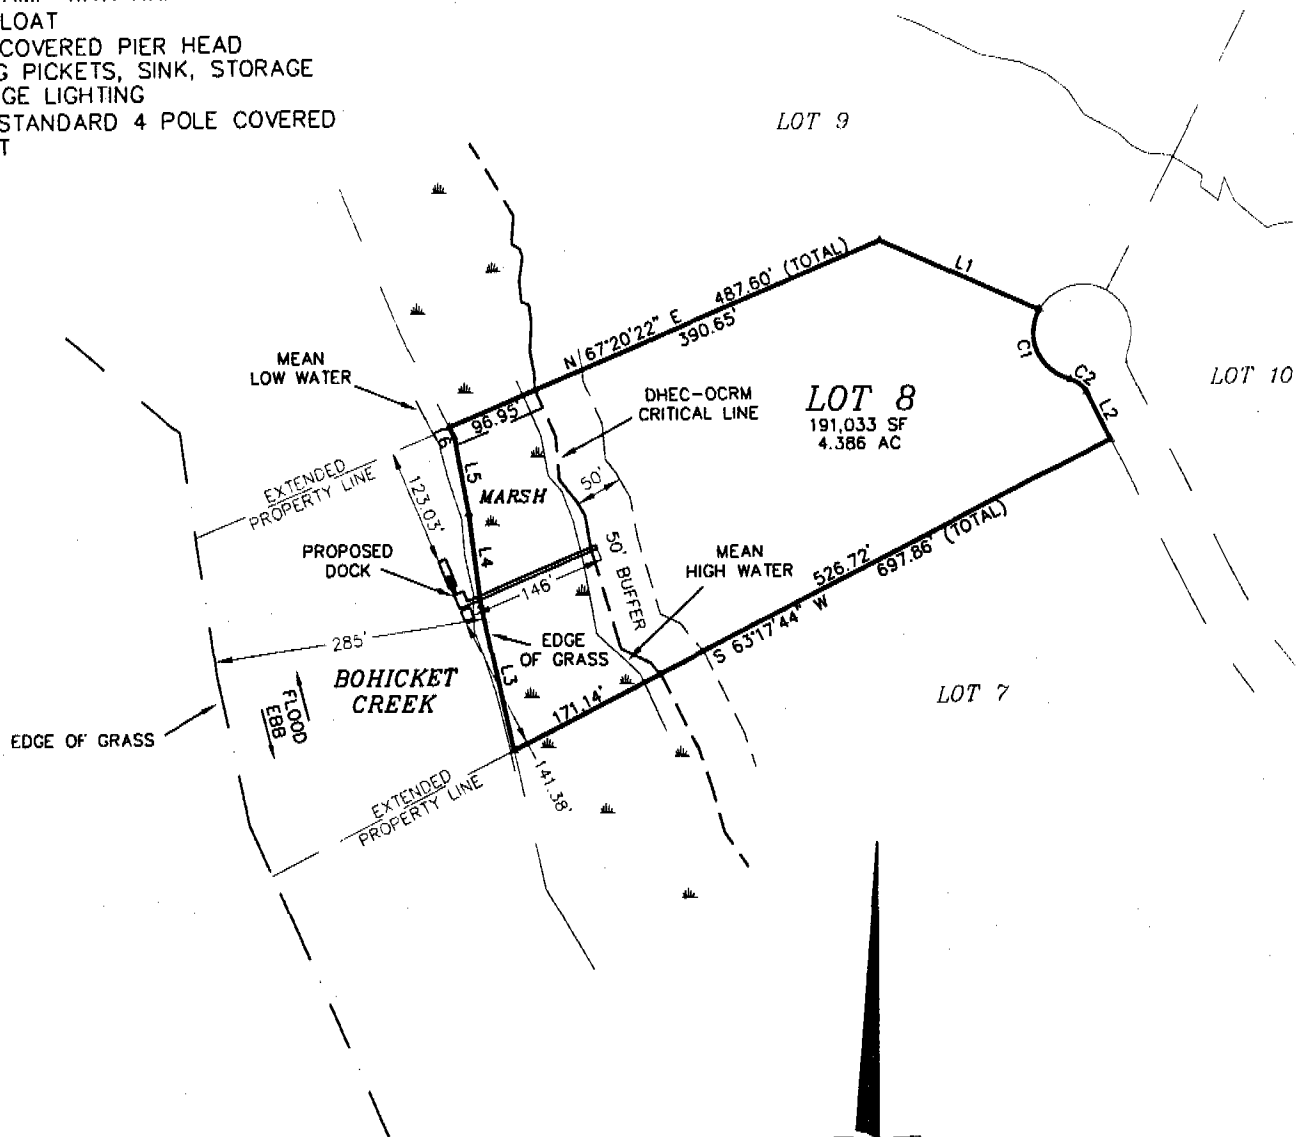 LOAT
COVERED PIER HEAD
G PICKETS, SINK, STORAGE
GE LIGHTING
STANDARD 4 POLE COVERED
T
LOT 9
N 67°20'22" E
487.60' (TOTAL)
390.65'
L1
C1
C2
L2
LOT 10
MEAN
LOW WATER
DHEC-OCRM
CRITICAL LINE
LOT 8
191,033 SF
4.386 AC
96.95'
6
L5
EXTENDED
PROPERTY LINE
123.03'
MARSH
50'
PROPOSED
DOCK
L4
146'
50' BUFFER
MEAN
HIGH WATER
526.72'
697.86' (TOTAL)
S 63°17'44" W
285'
EDGE
OF GRASS
L3
BOHICKET
CREEK
FLOOD
EBB
171.14'
LOT 7
EDGE OF GRASS
EXTENDED
PROPERTY LINE
141.38'